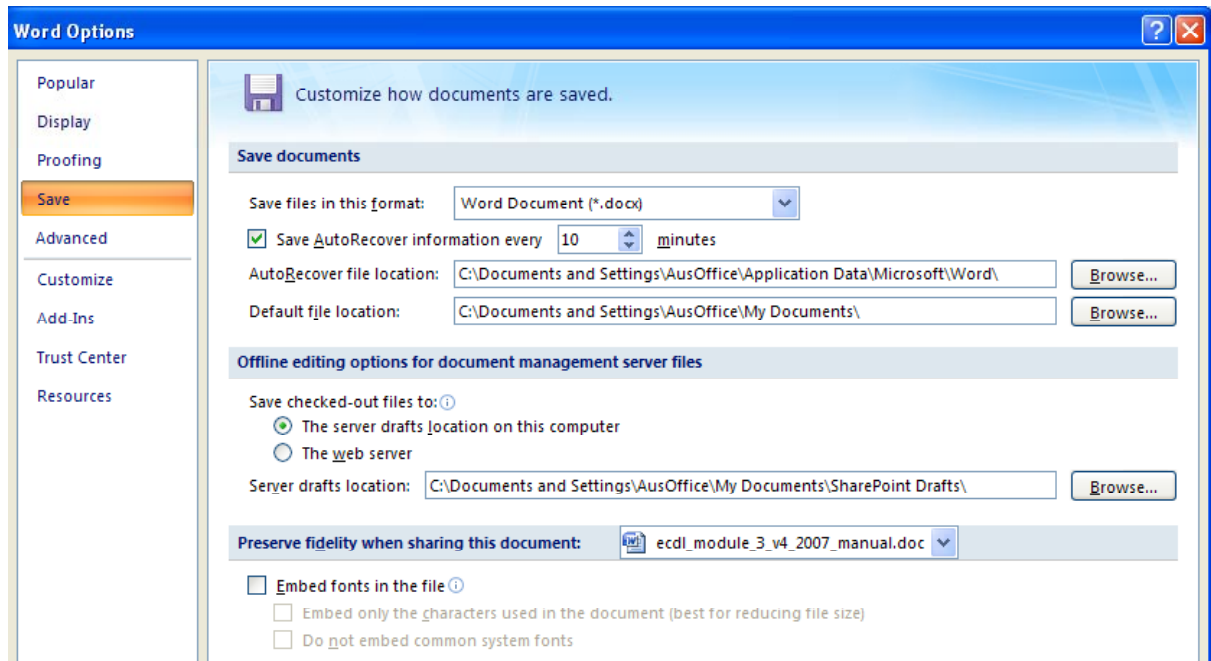 Word Options
Popular
Display
Proofing
Save
Advanced
Customize
Add-Ins
Trust Center
Resources
Customize how documents are saved.
Save documents
Save files in this format: Word Document (*.docx)
Save AutoRecover information every 10 minutes
AutoRecover file location: C:\Documents and Settings\AusOffice\Application Data\Microsoft\Word\ Browse...
Default file location: C:\Documents and Settings\AusOffice\My Documents\ Browse...
Offline editing options for document management server files
Save checked-out files to:
The server drafts location on this computer
The web server
Server drafts location: C:\Documents and Settings\AusOffice\My Documents\SharePoint Drafts\ Browse...
Preserve fidelity when sharing this document: ecdl_module_3_v4_2007_manual.doc
Embed fonts in the file
Embed only the characters used in the document (best for reducing file size)
Do not embed common system fonts